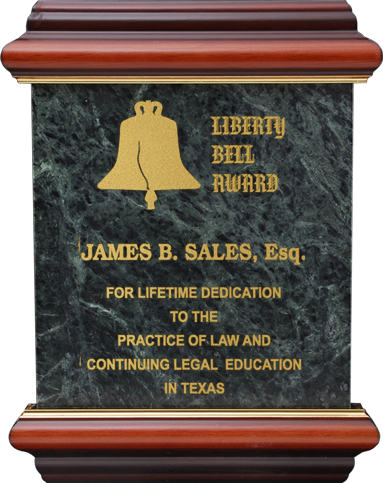 LIBERTY
BELL
AWARD
JAMES B. SALES, Esq.
FOR LIFETIME DEDICATION
TO THE
PRACTICE OF LAW AND
CONTINUING LEGAL EDUCATION
IN TEXAS